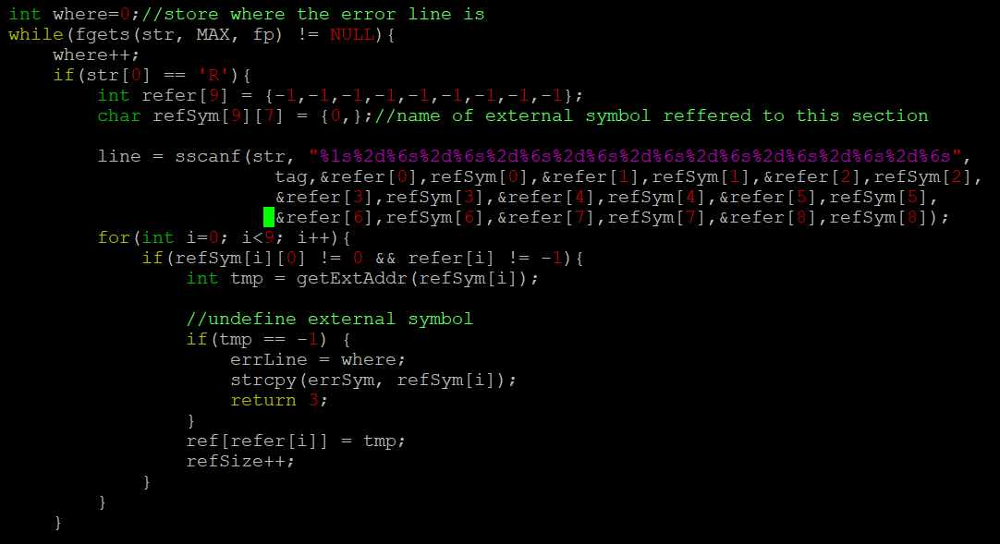 int where=0;//store where the error line is
while(fgets(str, MAX, fp) != NULL){
    where++;
    if(str[0] == 'R'){
        int refer[9] = {-1,-1,-1,-1,-1,-1,-1,-1,-1};
        char refSym[9][7] = {0,};//name of external symbol reffered to this section

        line = sscanf(str, "%1s%2d%6s%2d%6s%2d%6s%2d%6s%2d%6s%2d%6s%2d%6s%2d%6s%2d%6s",
                        tag,&refer[0],refSym[0],&refer[1],refSym[1],&refer[2],refSym[2],
                        &refer[3],refSym[3],&refer[4],refSym[4],&refer[5],refSym[5],
                        &refer[6],refSym[6],&refer[7],refSym[7],&refer[8],refSym[8]);
        for(int i=0; i<9; i++){
            if(refSym[i][0] != 0 && refer[i] != -1){
                int tmp = getExtAddr(refSym[i]);

                //undefine external symbol
                if(tmp == -1) {
                    errLine = where;
                    strcpy(errSym, refSym[i]);
                    return 3;
                }
                ref[refer[i]] = tmp;
                refSize++;
            }
        }
    }